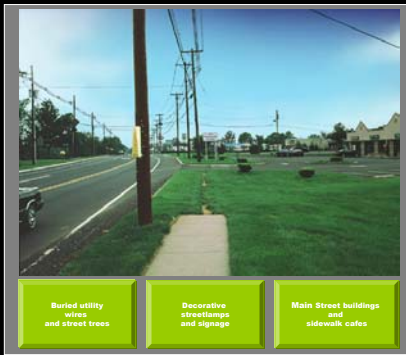 Buried utility
wires
and street trees
Decorative
streetlamps
and signage
Main Street buildings
and
sidewalk cafes